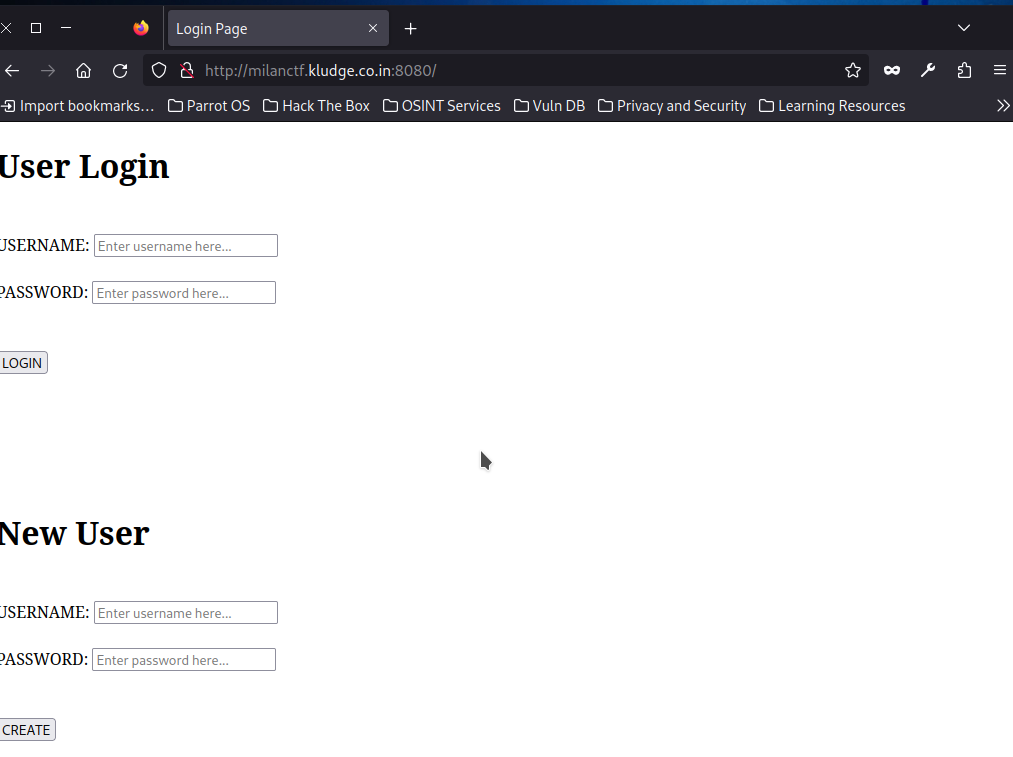 Login Page
http://milanctf.kludge.co.in:8080/
Import bookmarks... Parrot OS Hack The Box OSINT Services Vuln DB Privacy and Security Learning Resources
User Login
USERNAME: Enter username here...
PASSWORD: Enter password here...
LOGIN
New User
USERNAME: Enter username here...
PASSWORD: Enter password here...
CREATE